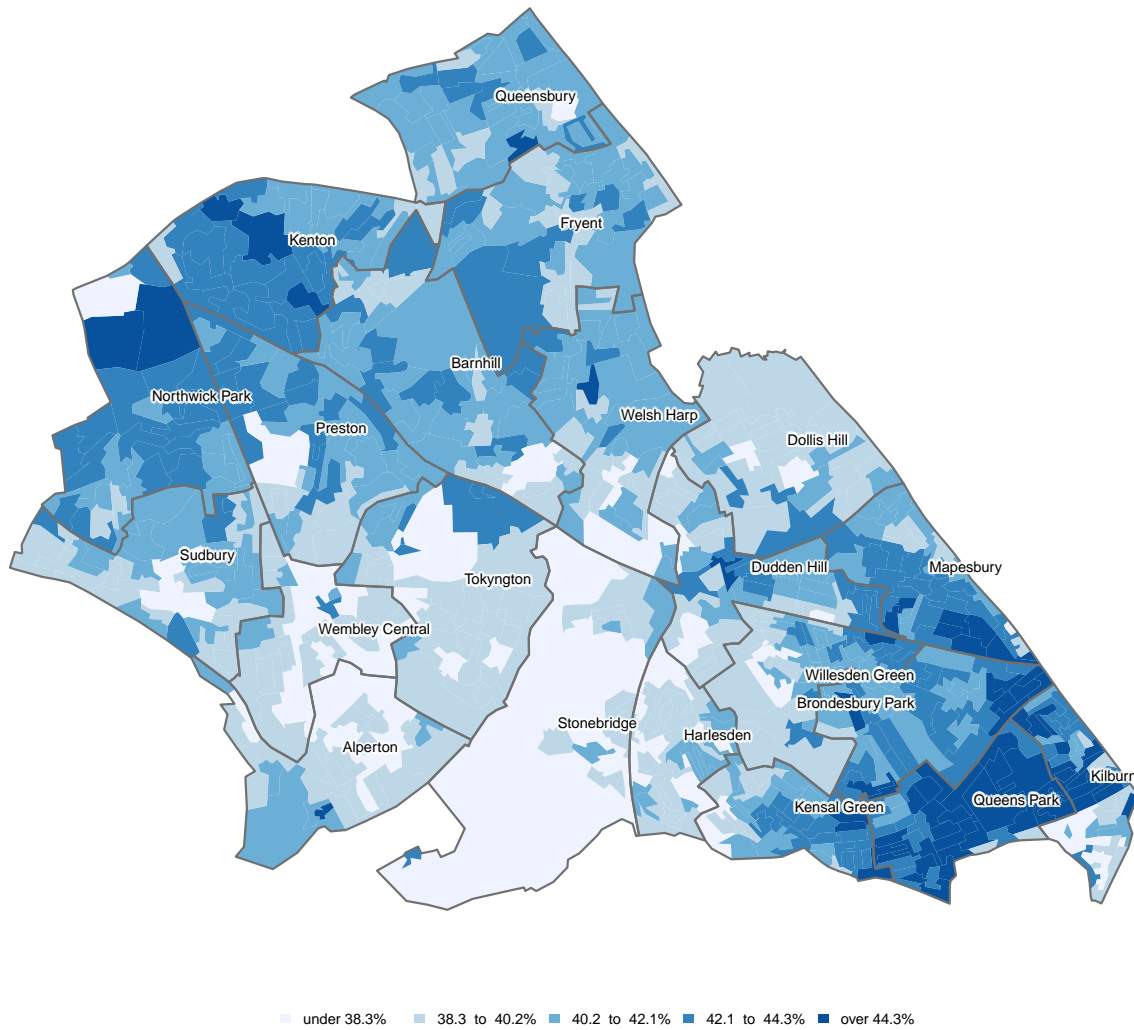 Queensbury
Fryent
Kenton
Barnhill
Northwick Park
Welsh Harp
Preston
Dollis Hill
Sudbury
Dudden Hill
Mapesbury
Tokyngton
Wembley Central
Willesden Green
Brondesbury Park
Stonebridge
Harlesden
Alperton
Kilburn
Queens Park
Kensal Green
under 38.3% 38.3 to 40.2% 40.2 to 42.1% 42.1 to 44.3% over 44.3%